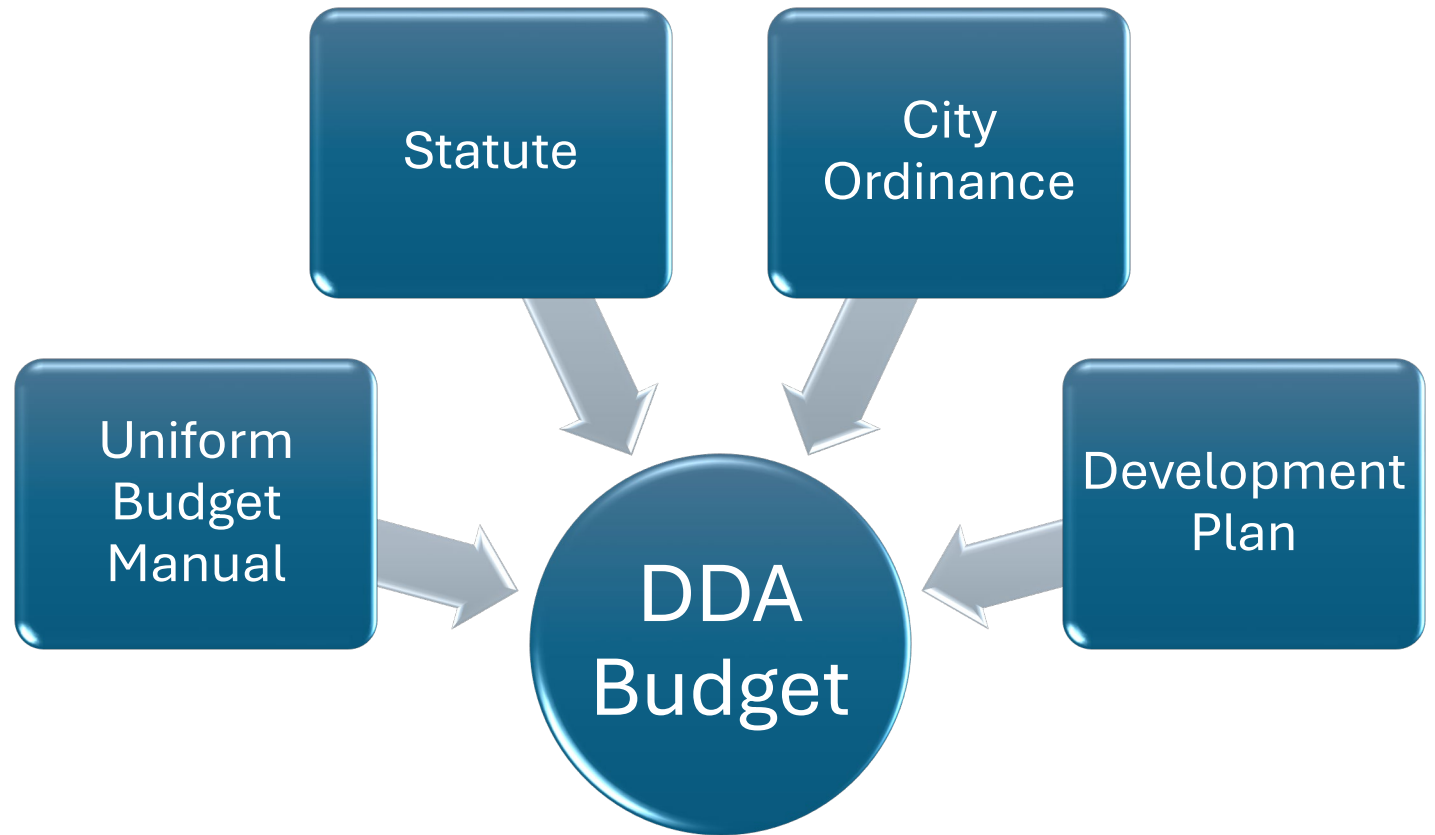 Statute
City
Ordinance
Uniform
Budget
Manual
Development
Plan
DDA
Budget